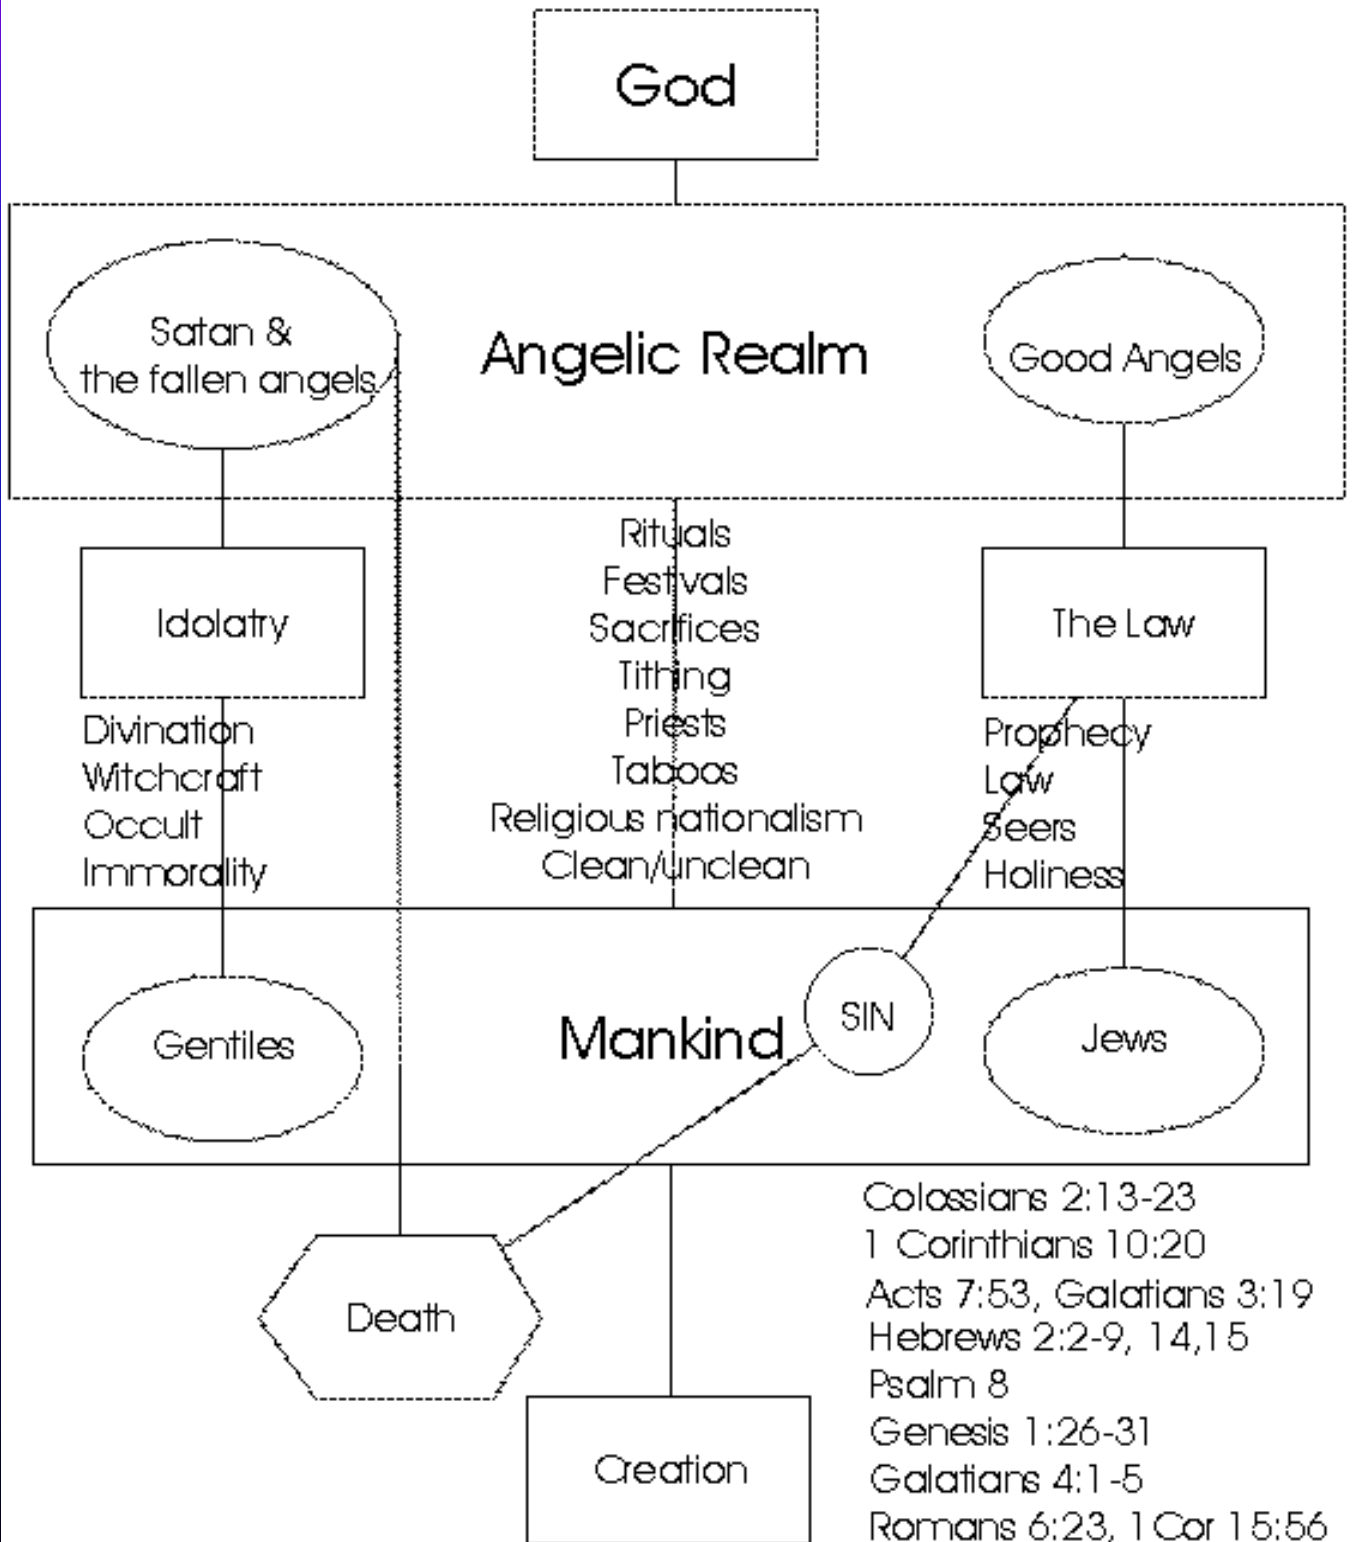 God
Satan &
the fallen angels
Angelic Realm
Good Angels
Rituals
Festivals
Sacrifices
Tithing
Priests
Taboos
Religious nationalism
Clean/unclean
Idolatry
The Law
Divination
Witchcraft
Occult
Immorality
Prophecy
Law
Seers
Holiness
Gentiles
Mankind
SIN
Jews
Death
Creation
Colossians 2:13-23
1 Corinthians 10:20
Acts 7:53, Galatians 3:19
Hebrews 2:2-9, 14,15
Psalm 8
Genesis 1:26-31
Galatians 4:1-5
Romans 6:23, 1Cor 15:56